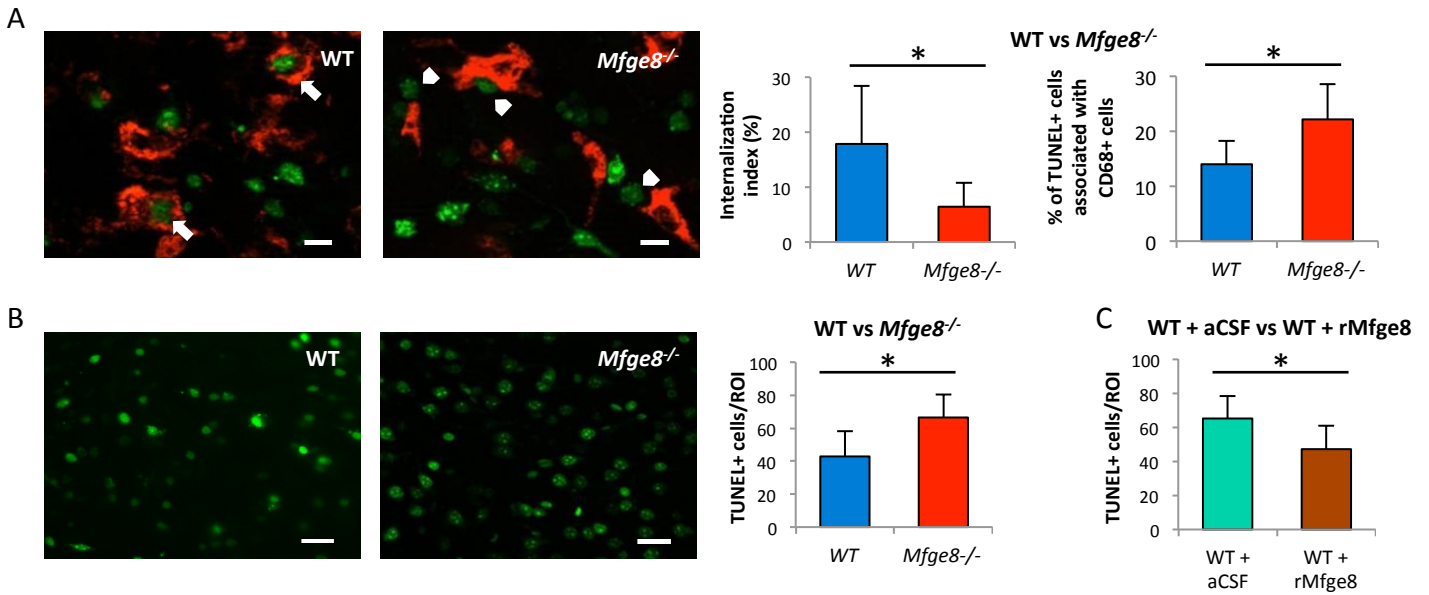 A
WT
Mfge8-/-
WT vs Mfge8-/-
*
30
20
10
0
Internalization
index (%)
WT
Mfge8-/-
*
30
20
10
0
% of TUNEL+ cells
associated with
CD68+ cells
WT
Mfge8-/-
B
WT
Mfge8-/-
WT vs Mfge8-/-
*
100
80
60
40
20
0
TUNEL+ cells/ROI
WT
Mfge8-/-
C
WT + aCSF vs WT + rMfge8
*
100
80
60
40
20
0
TUNEL+ cells/ROI
WT +
aCSF
WT +
rMfge8